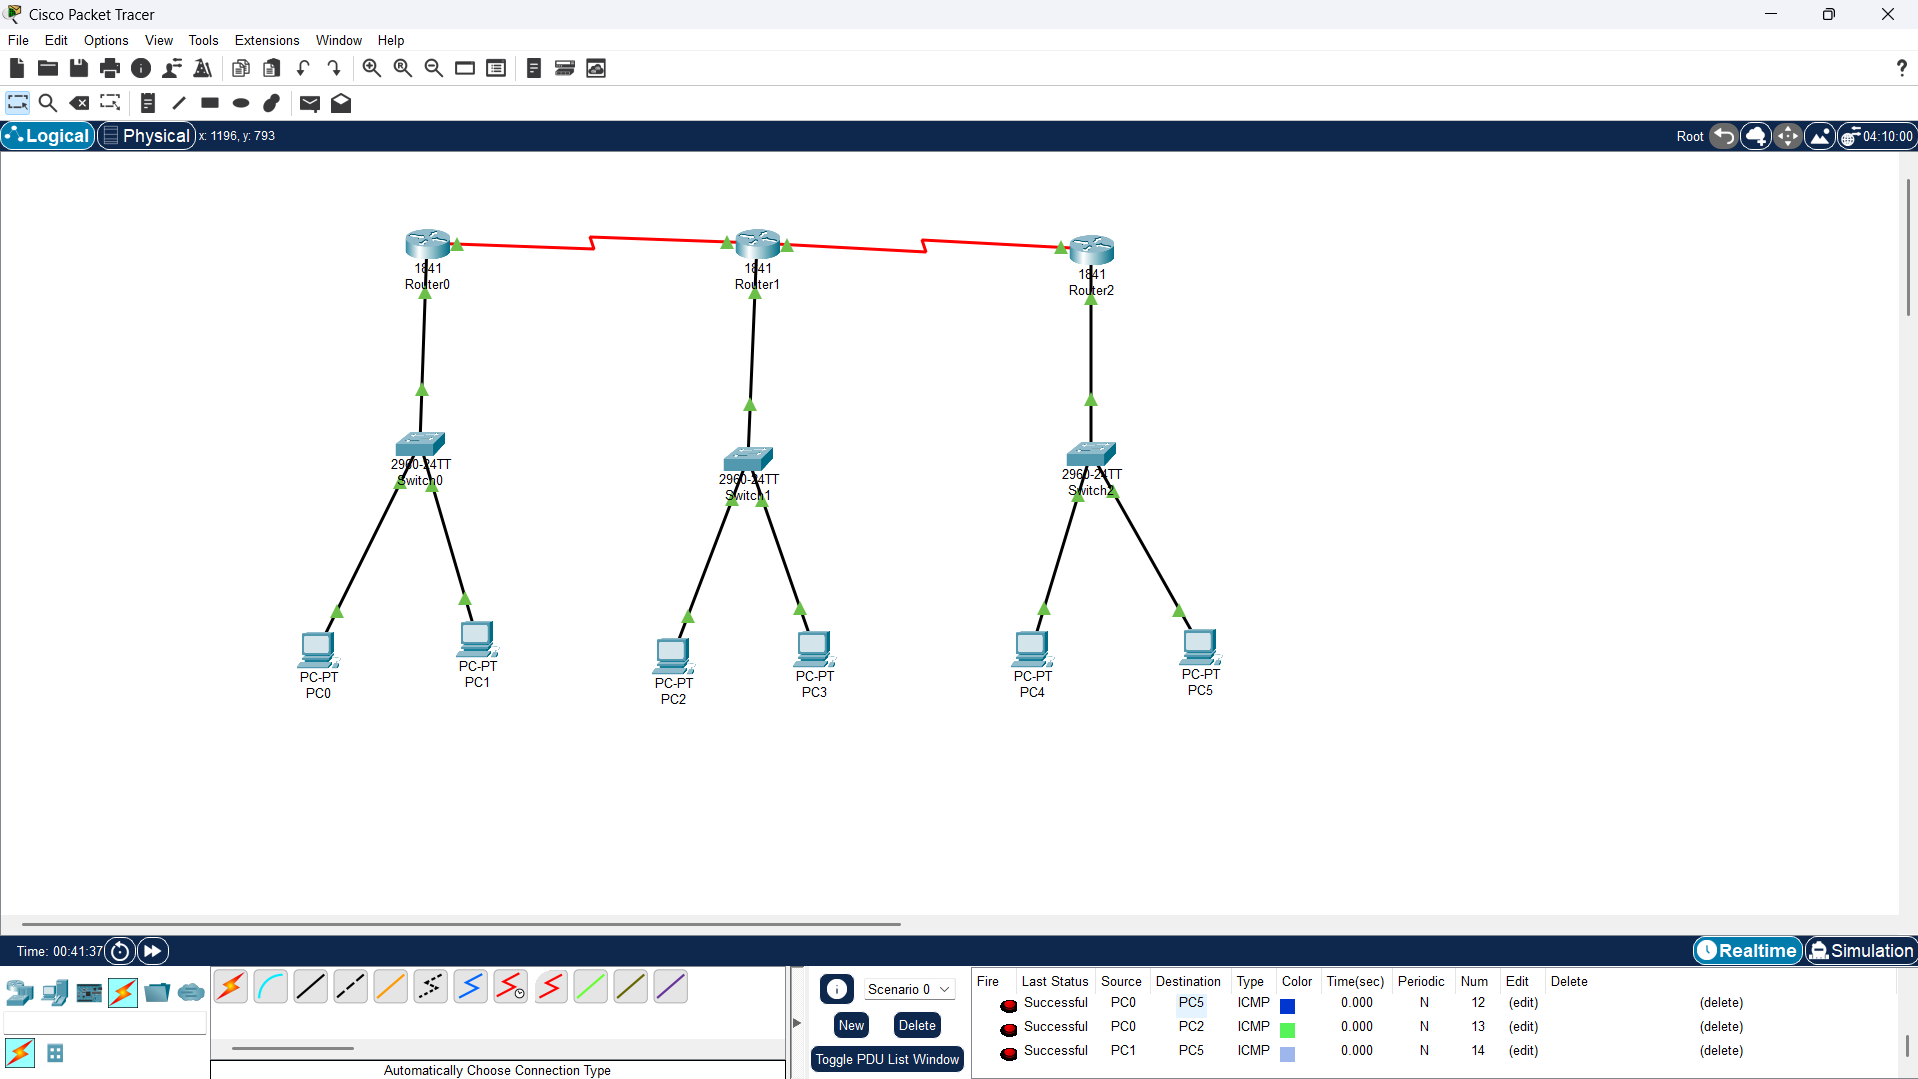 Cisco Packet Tracer
File Edit Options View Tools Extensions Window Help
Logical Physical x: 1196, y: 793 Root 04:10:00
1841
Router0
1841
Router1
1841
Router2
2960-24TT
Switch0
2960-24TT
Switch1
2960-24TT
Switch2
PC-PT
PC0
PC-PT
PC1
PC-PT
PC2
PC-PT
PC3
PC-PT
PC4
PC-PT
PC5
Time: 00:41:37 Realtime Simulation
Scenario 0
New Delete
Toggle PDU List Window
Automatically Choose Connection Type
Fire Last Status Source Destination Type Color Time(sec) Periodic Num Edit Delete
Successful PC0 PC5 ICMP 0.000 N 12 (edit) (delete)
Successful PC0 PC2 ICMP 0.000 N 13 (edit) (delete)
Successful PC1 PC5 ICMP 0.000 N 14 (edit) (delete)